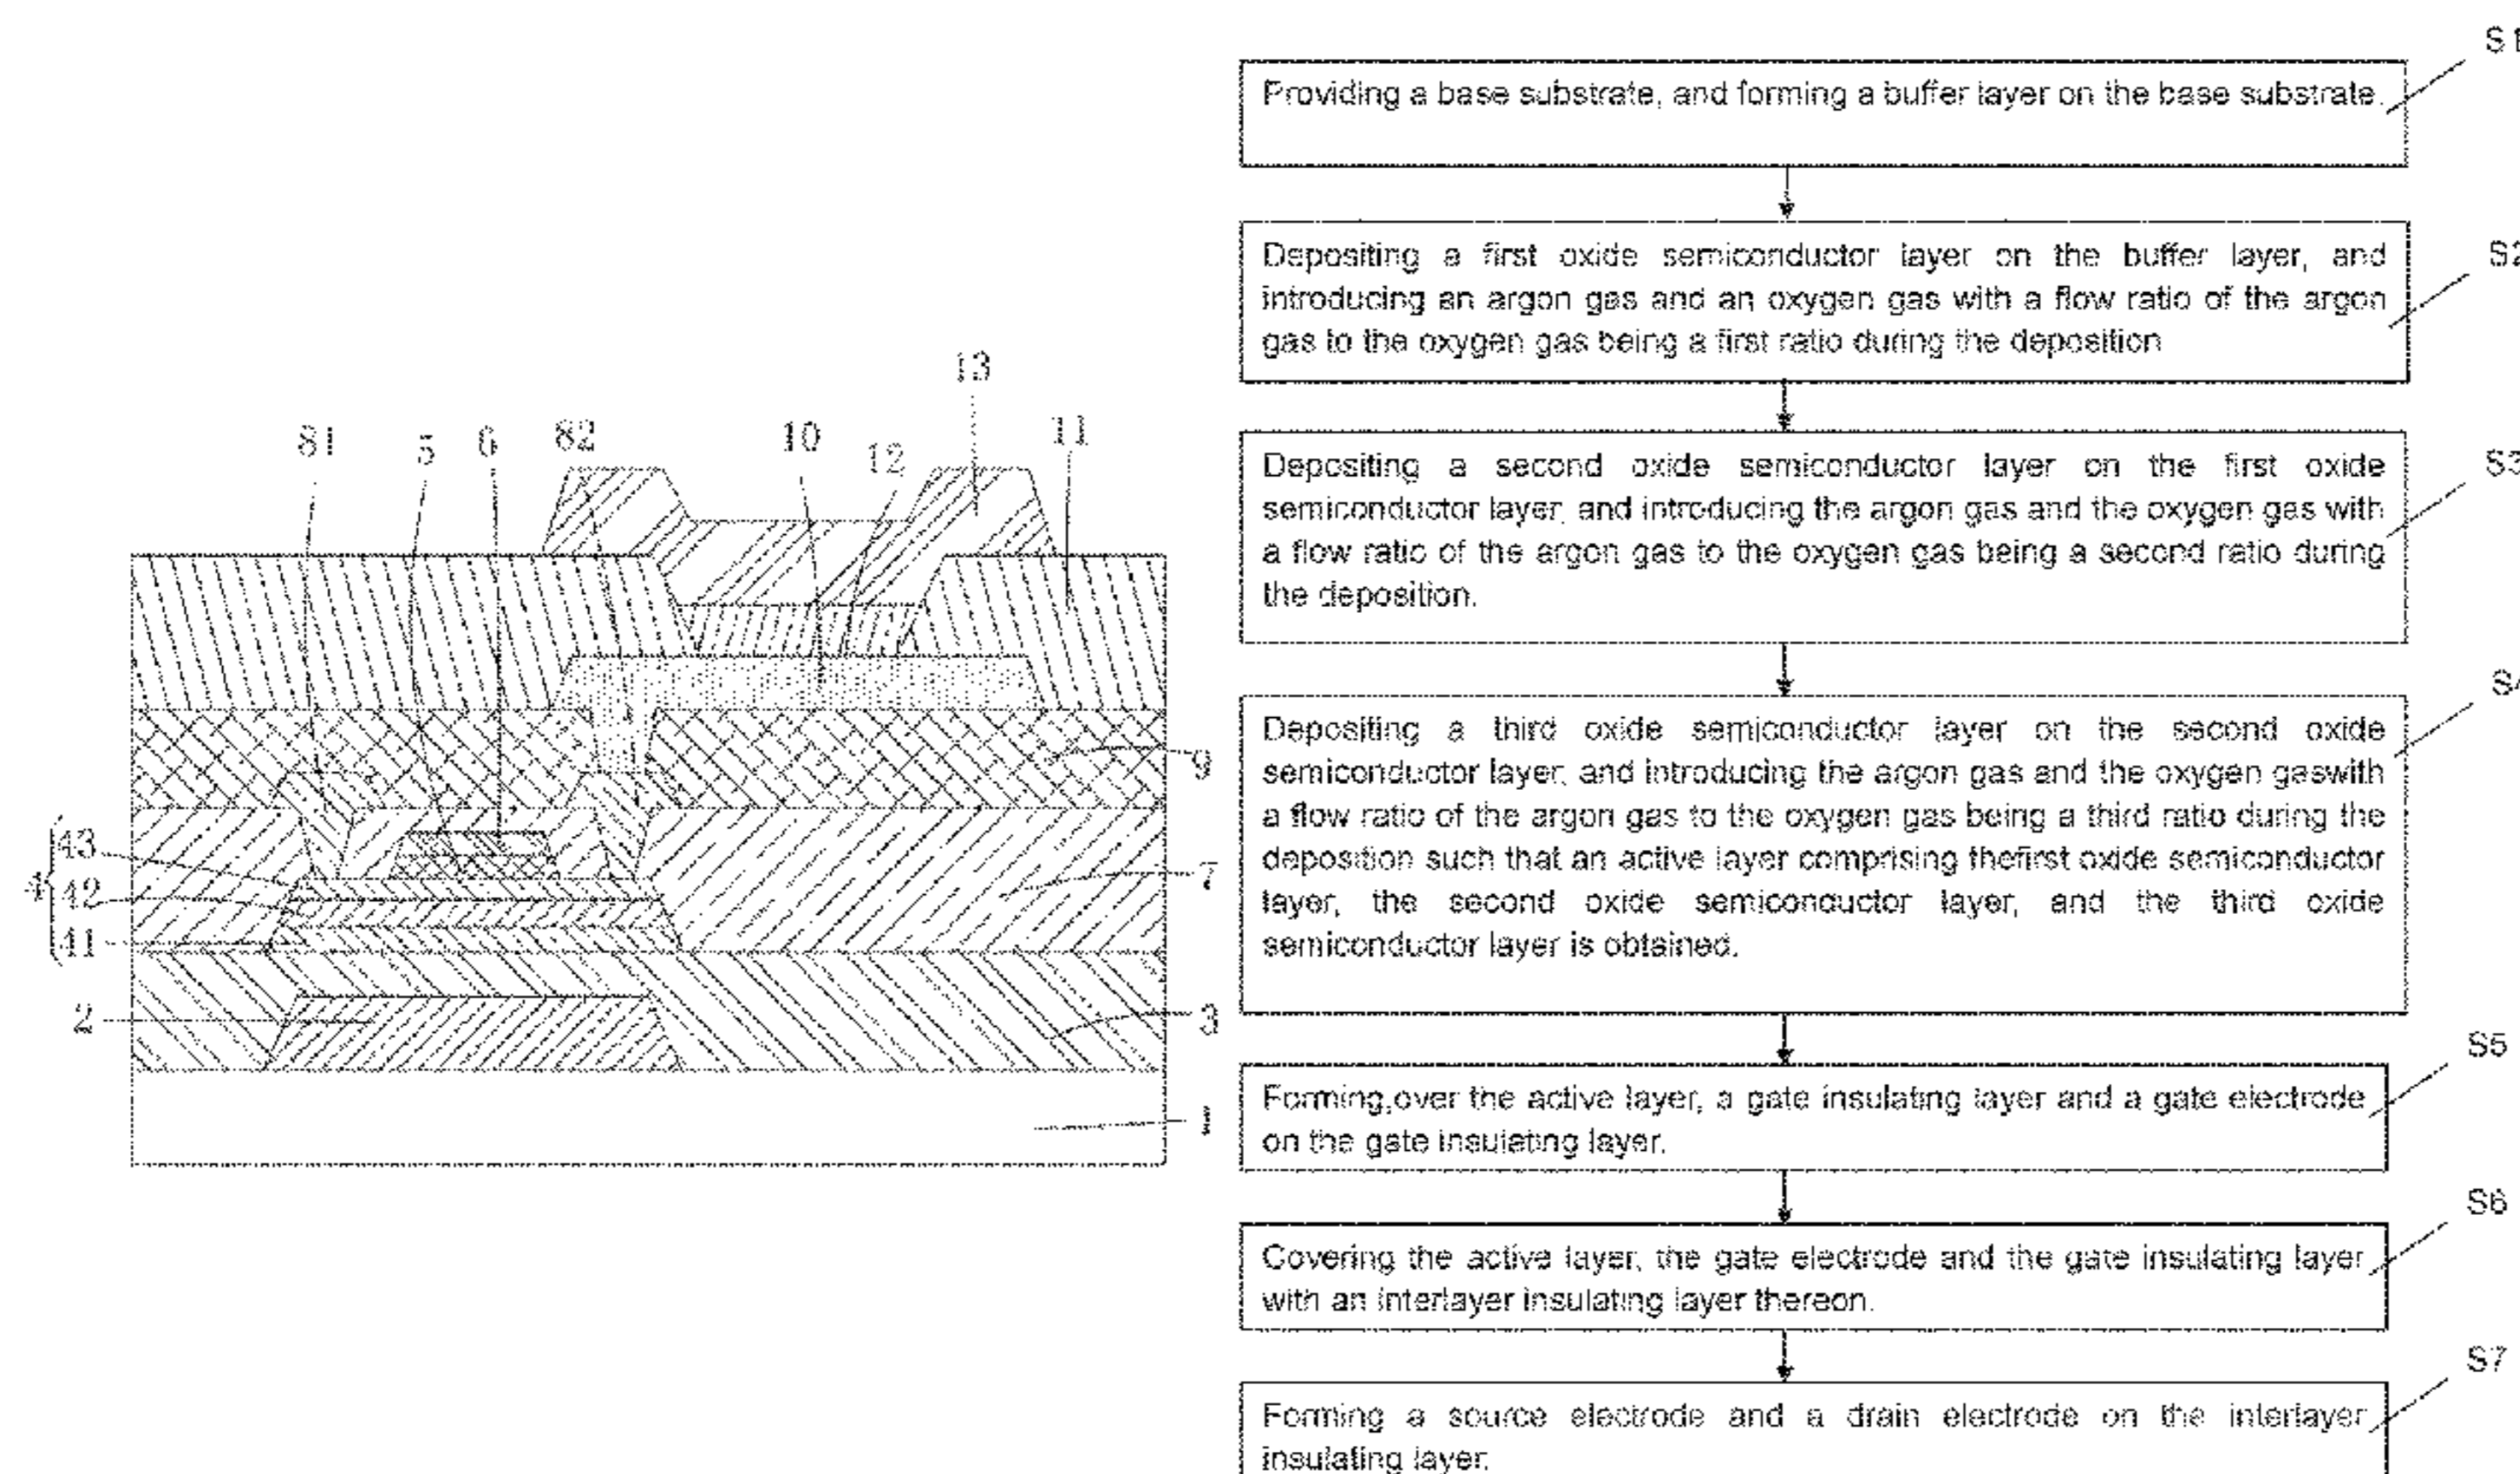 13
81
5
6
82
10
12
11
9
43
4
42
7
41
2
3
1
Providing a base substrate, and forming a buffer layer on the base substrate.
S1
Depositing a first oxide semiconductor layer on the buffer layer, and
introducing an argon gas and an oxygen gas with a flow ratio of the argon
gas to the oxygen gas being a first ratio during the deposition
S2
Depositing a second oxide semiconductor layer on the first oxide
semiconductor layer, and introducing the argon gas and the oxygen gas with
a flow ratio of the argon gas to the oxygen gas being a second ratio during
the deposition.
S3
Depositing a third oxide semiconductor layer on the second oxide
semiconductor layer, and introducing the argon gas and the oxygen gaswith
a flow ratio of the argon gas to the oxygen gas being a third ratio during the
deposition such that an active layer comprising thefirst oxide semiconductor
layer, the second oxide semiconductor layer, and the third oxide
semiconductor layer is obtained.
S4
Forming,over the active layer, a gate insulating layer and a gate electrode
on the gate insulating layer.
S5
Covering the active layer, the gate electrode and the gate insulating layer
with an interlayer insulating layer thereon.
S6
Forming a source electrode and a drain electrode on the interlayer
insulating layer.
S7